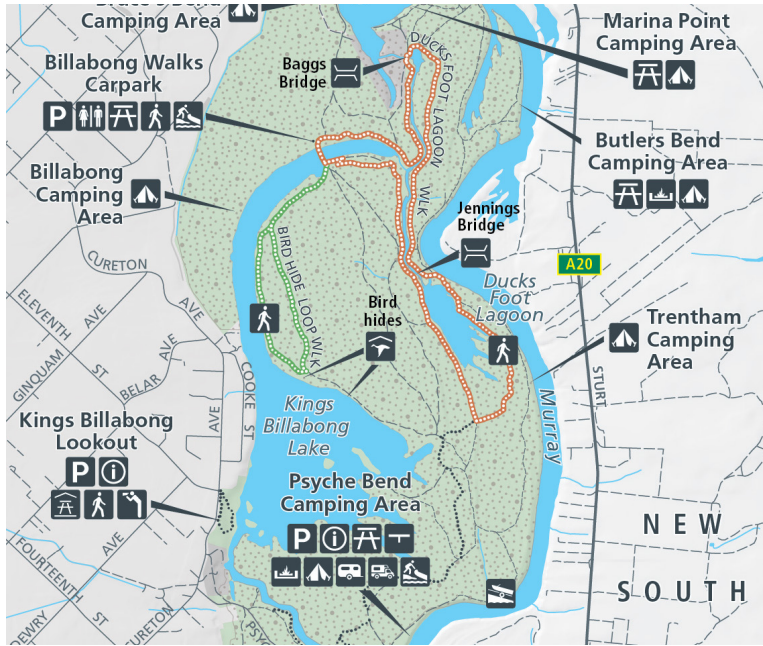 Camping Area
Marina Point
Camping Area
Billabong Walks
Carpark
P
Baggs
Bridge
DUCKS FOOT LAGOON WLK
Butlers Bend
Camping Area
Billabong
Camping
Area
Jennings
Bridge
A20
CURETON AVE
BIRD HIDE LOOP WLK
Ducks
Foot
Lagoon
ELEVENTH ST
AVE
GINQUAM AVE
BELAR AVE
COOKE ST
Bird
hides
Trentham
Camping
Area
Kings
Billabong
Lake
Murray
STURT
Kings Billabong
Lookout
P i
Psyche Bend
Camping Area
P i
NEW
SOUTH
FOURTEENTH ST
CURETON AVE